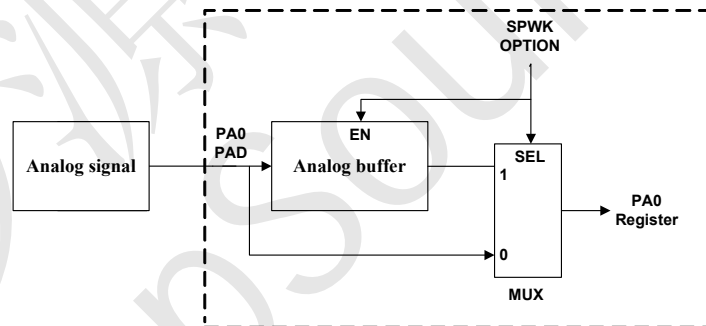 SPWK
OPTION
PA0
PAD
EN
SEL
Analog signal
Analog buffer
1
PA0
Register
0
MUX